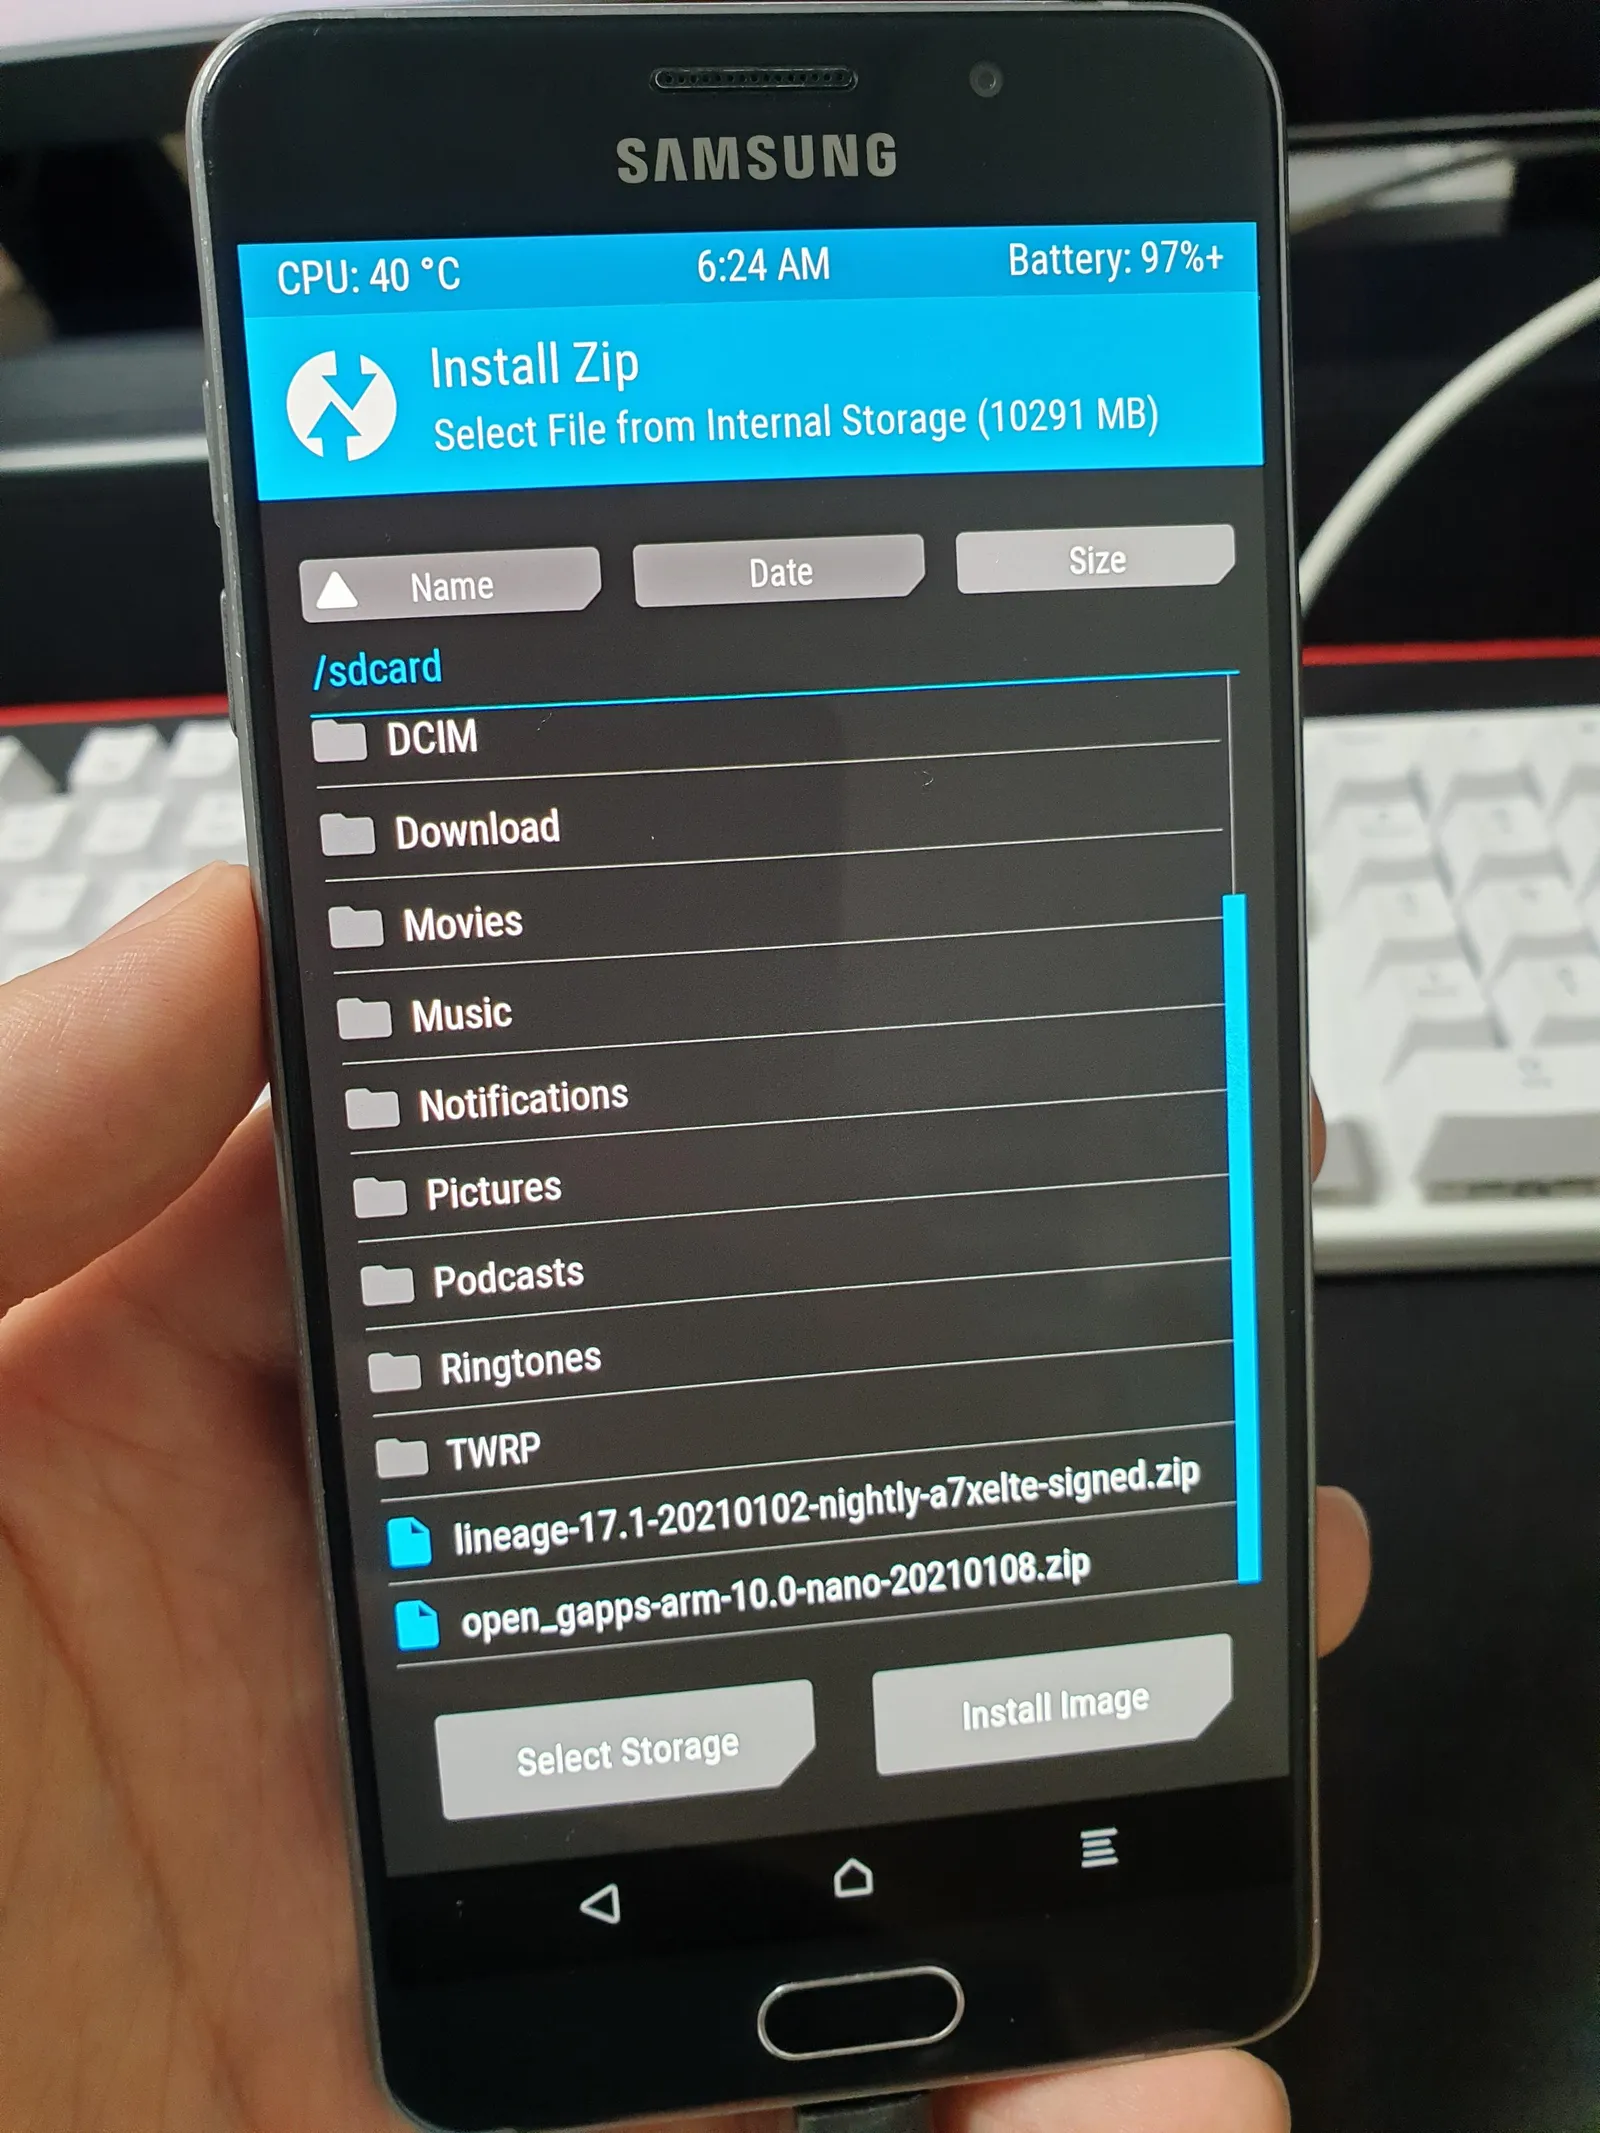 SAMSUNG
CPU: 40 °C 6:24 AM Battery: 97%+
Install Zip
Select File from Internal Storage (10291 MB)
Name Date Size
/sdcard
DCIM
Download
Movies
Music
Notifications
Pictures
Podcasts
Ringtones
TWRP
lineage-17.1-20210102-nightly-a7xelte-signed.zip
open_gapps-arm-10.0-nano-20210108.zip
Select Storage Install Image